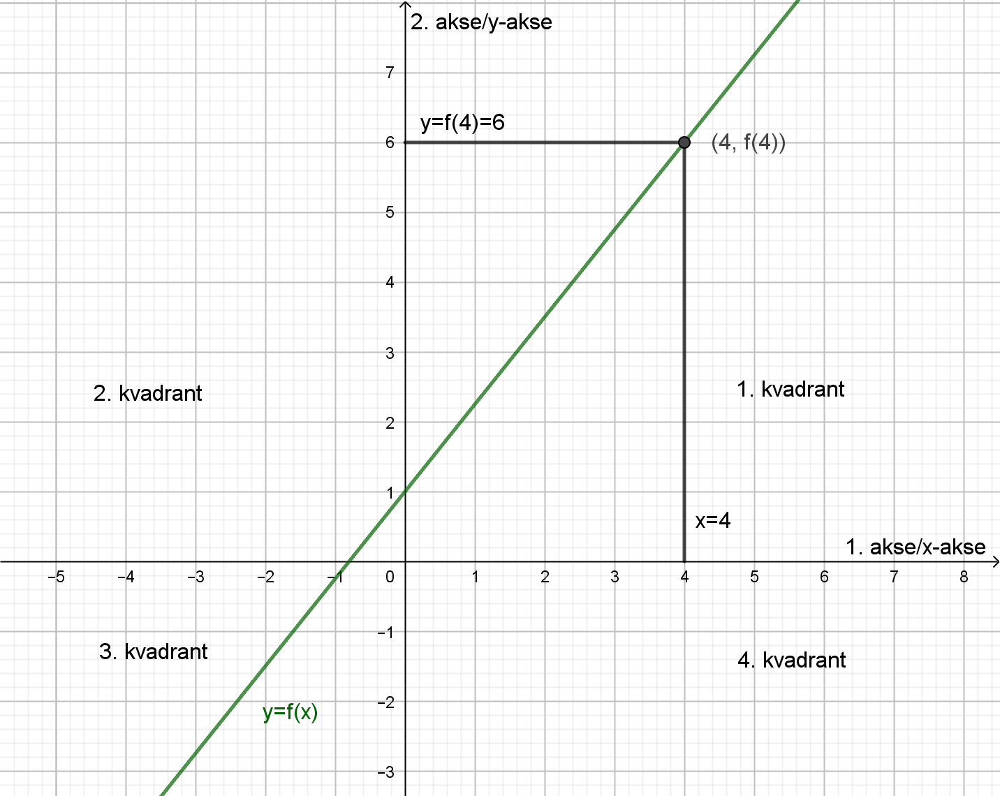 2. akse/y-akse
7
y=f(4)=6
6
(4, f(4))
5
4
3
2. kvadrant
1. kvadrant
2
1
x=4
1. akse/x-akse
−5 −4 −3 −2 −1 0 1 2 3 4 5 6 7 8
−1
3. kvadrant
4. kvadrant
−2
y=f(x)
−3